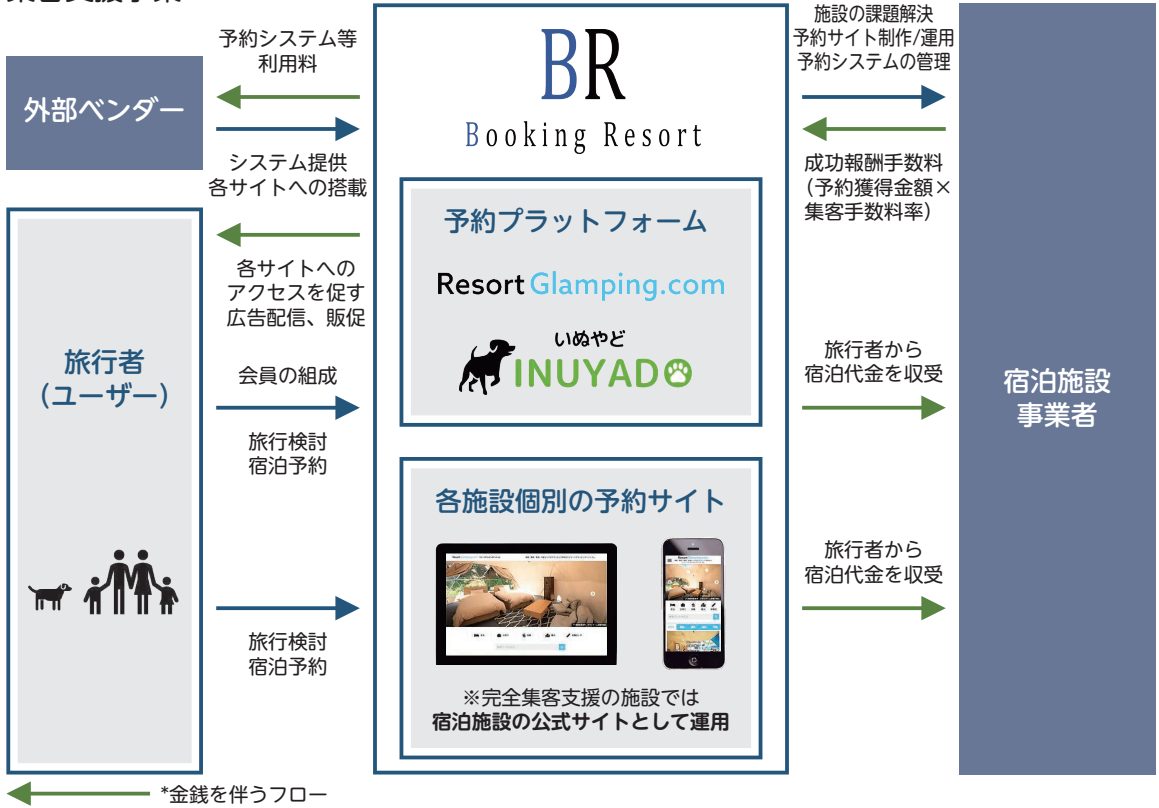 予約システム等
利用料
外部ベンダー
システム提供
各サイトへの搭載
各サイトへの
アクセスを促す
広告配信、販促
旅行者
(ユーザー)
会員の組成
旅行検討
宿泊予約
旅行検討
宿泊予約
BR
Booking Resort
予約プラットフォーム
Resort Glamping.com
いぬやど
INUYADO
各施設個別の予約サイト
※完全集客支援の施設では
宿泊施設の公式サイトとして運用
施設の課題解決
予約サイト制作/運用
予約システムの管理
成功報酬手数料
(予約獲得金額×
集客手数料率)
旅行者から
宿泊代金を収受
旅行者から
宿泊代金を収受
宿泊施設
事業者
*金銭を伴うフロー